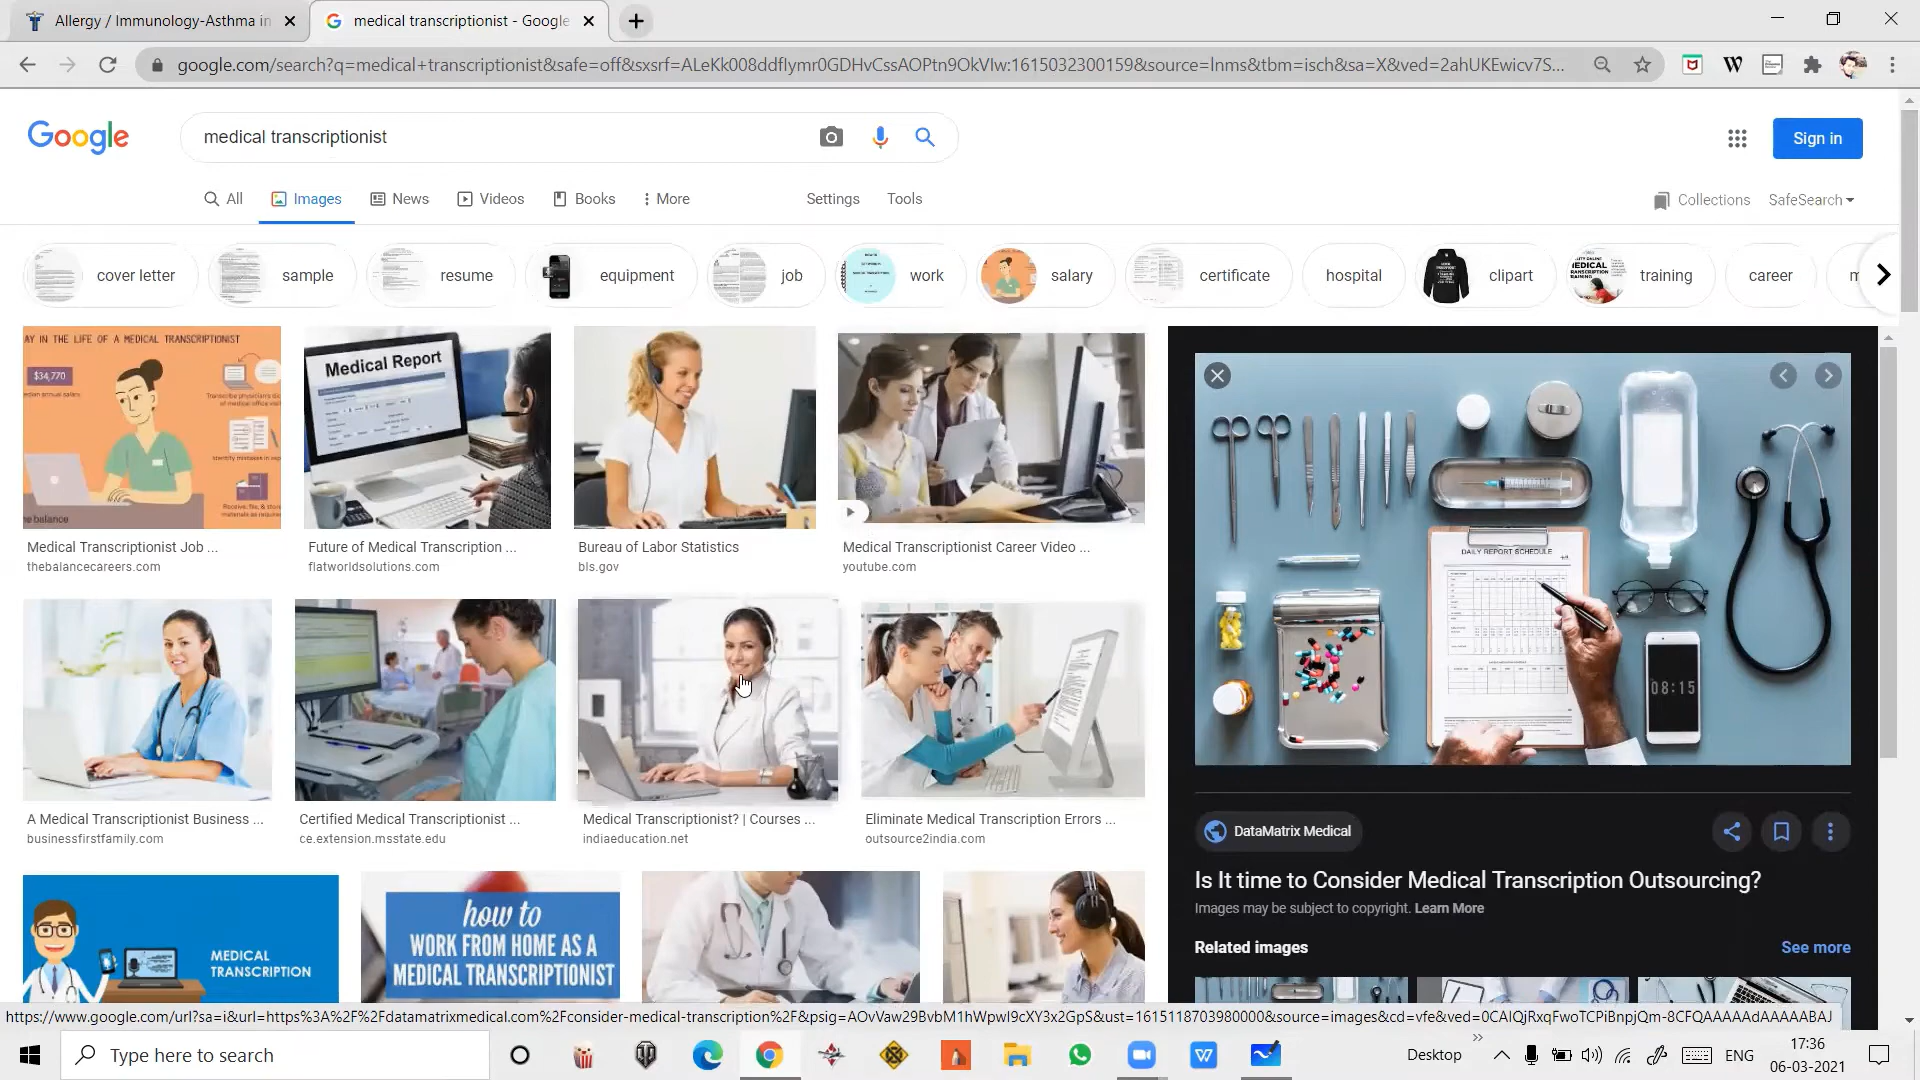 Allergy / Immunology-Asthma in
medical transcriptionist - Google
google.com/search?q=medical+transcriptionist&safe=off&sxsrf=ALeKk008ddfIymr0GDHvCssAOPtn9OkVIw:1615032300159&source=lnms&tbm=isch&sa=X&ved=2ahUKEwicv7S...
Google
medical transcriptionist
Sign in
All
Images
News
Videos
Books
More
Settings
Tools
Collections
SafeSearch
cover letter
sample
resume
equipment
job
work
salary
certificate
hospital
clipart
training
career
AY IN THE LIFE OF A MEDICAL TRANSCRIPTIONIST
$34,770
the balance
Medical Report
Medical Transcriptionist Job ...
thebalancecareers.com
Future of Medical Transcription ...
flatworldsolutions.com
Bureau of Labor Statistics
bls.gov
Medical Transcriptionist Career Video ...
youtube.com
A Medical Transcriptionist Business ...
businessfirstfamily.com
Certified Medical Transcriptionist ...
ce.extension.msstate.edu
Medical Transcriptionist? | Courses ...
indiaeducation.net
Eliminate Medical Transcription Errors ...
outsource2india.com
MEDICAL
TRANSCRIPTION
how to
WORK FROM HOME AS A
MEDICAL TRANSCRIPTIONIST
DAILY REPORT SCHEDULE
08:15
DataMatrix Medical
Is It time to Consider Medical Transcription Outsourcing?
Images may be subject to copyright. Learn More
Related images
See more
https://www.google.com/url?sa=i&url=https%3A%2F%2Fdatamatrixmedical.com%2Fconsider-medical-transcription%2F&psig=AOvVaw29BvbM1hWpwI9cXY3x2GpS&ust=1615118703980000&source=images&cd=vfe&ved=0CAIQjRxqFwoTCPiBnpjQm-8CFQAAAAAdAAAAABAJ
Type here to search
Desktop
ENG
17:36
06-03-2021